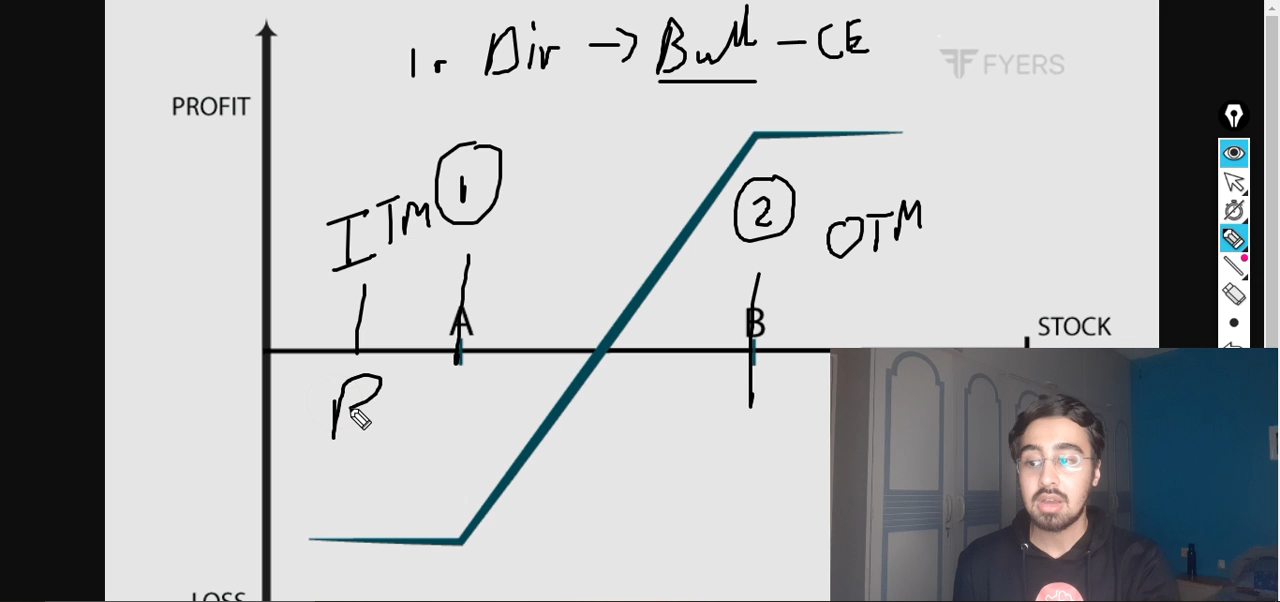 1. Dir → Bull - CE
FYERS
PROFIT
1
2
ITM
OTM
A
B
STOCK
P
LOSS